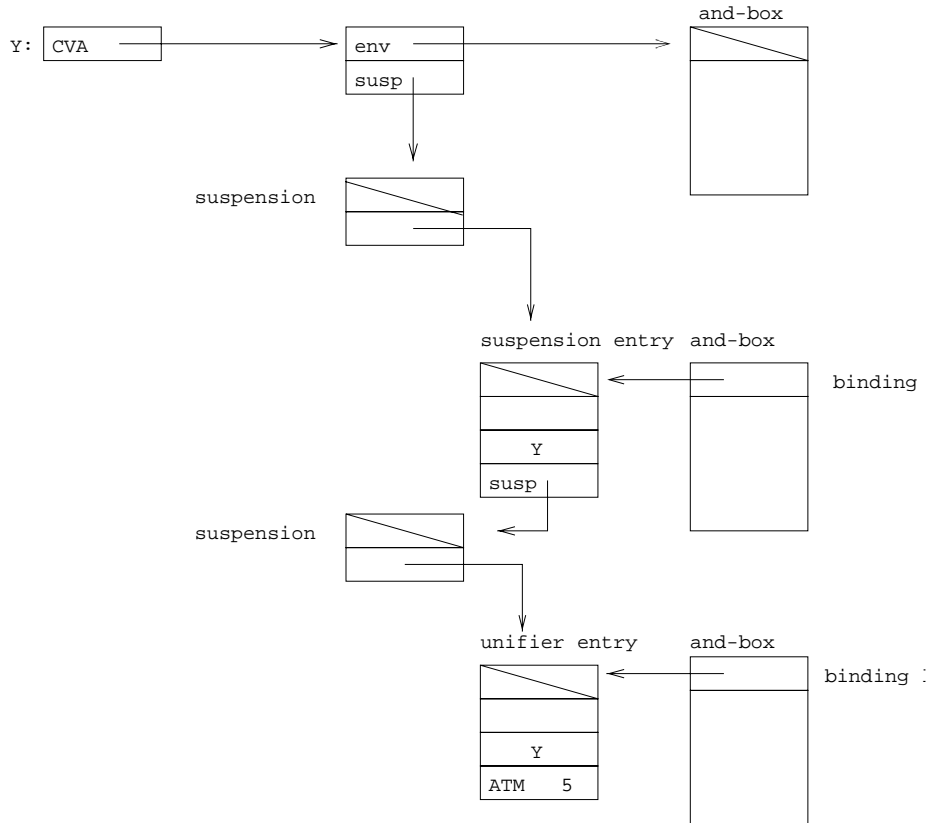 and-box
Y: CVA
env
susp
suspension
suspension entry and-box
binding
Y
susp
suspension
unifier entry and-box
binding
Y
ATM 5